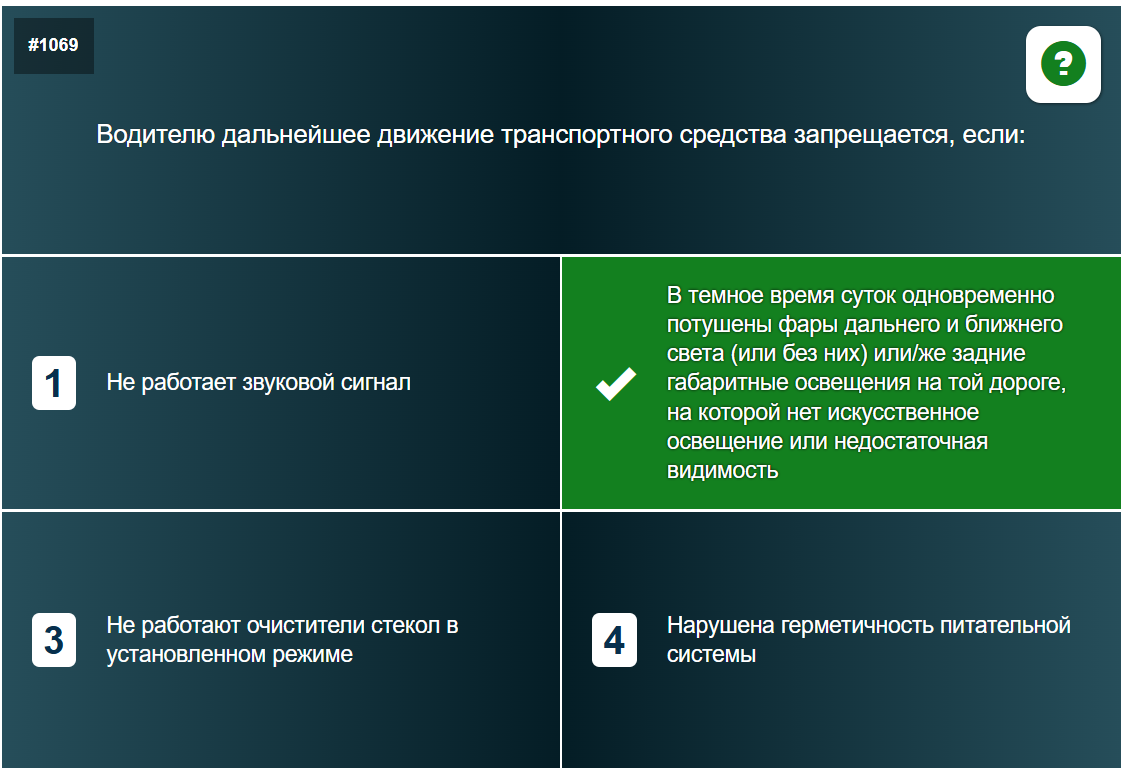 #1069
?
Водителю дальнейшее движение транспортного средства запрещается, если:
1
Не работает звуковой сигнал
В темное время суток одновременно
потушены фары дальнего и ближнего
света (или без них) или/же задние
габаритные освещения на той дороге,
на которой нет искусственное
освещение или недостаточная
видимость
3
Не работают очистители стекол в
установленном режиме
4
Нарушена герметичность питательной
системы